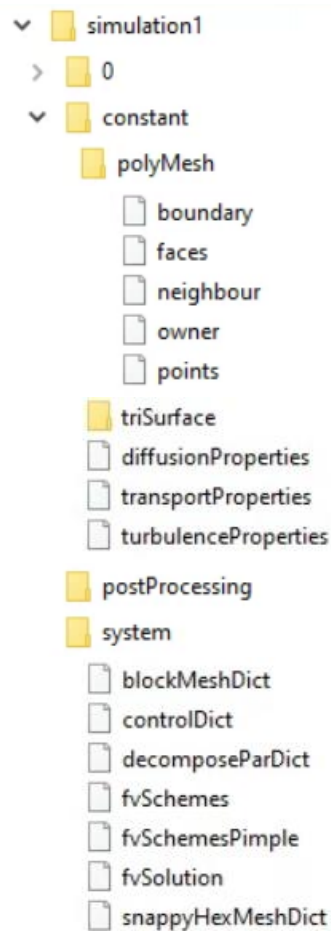 simulation1
0
constant
polyMesh
boundary
faces
neighbour
owner
points
triSurface
diffusionProperties
transportProperties
turbulenceProperties
postProcessing
system
blockMeshDict
controlDict
decomposeParDict
fvSchemes
fvSchemesPimple
fvSolution
snappyHexMeshDict